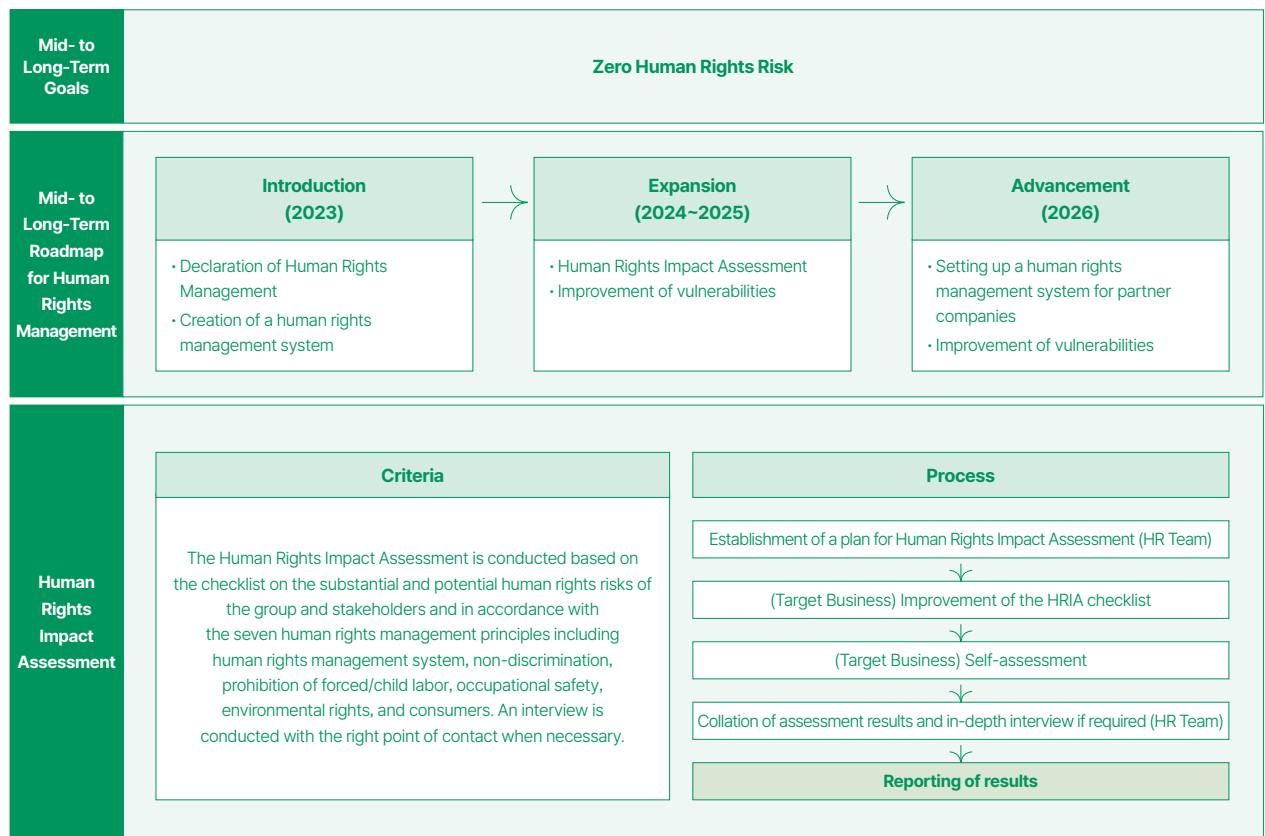 Mid- to
Long-Term
Goals
Zero Human Rights Risk
Mid- to
Long-Term
Roadmap
for Human
Rights
Management
Introduction
(2023)
· Declaration of Human Rights
Management
· Creation of a human rights
management system
Expansion
(2024~2025)
· Human Rights Impact Assessment
· Improvement of vulnerabilities
Advancement
(2026)
· Setting up a human rights
management system for partner
companies
· Improvement of vulnerabilities
Human
Rights
Impact
Assessment
Criteria
The Human Rights Impact Assessment is conducted based on
the checklist on the substantial and potential human rights risks of
the group and stakeholders and in accordance with
the seven human rights management principles including
human rights management system, non-discrimination,
prohibition of forced/child labor, occupational safety,
environmental rights, and consumers. An interview is
conducted with the right point of contact when necessary.
Process
Establishment of a plan for Human Rights Impact Assessment (HR Team)
(Target Business) Improvement of the HRIA checklist
(Target Business) Self-assessment
Collation of assessment results and in-depth interview if required (HR Team)
Reporting of results